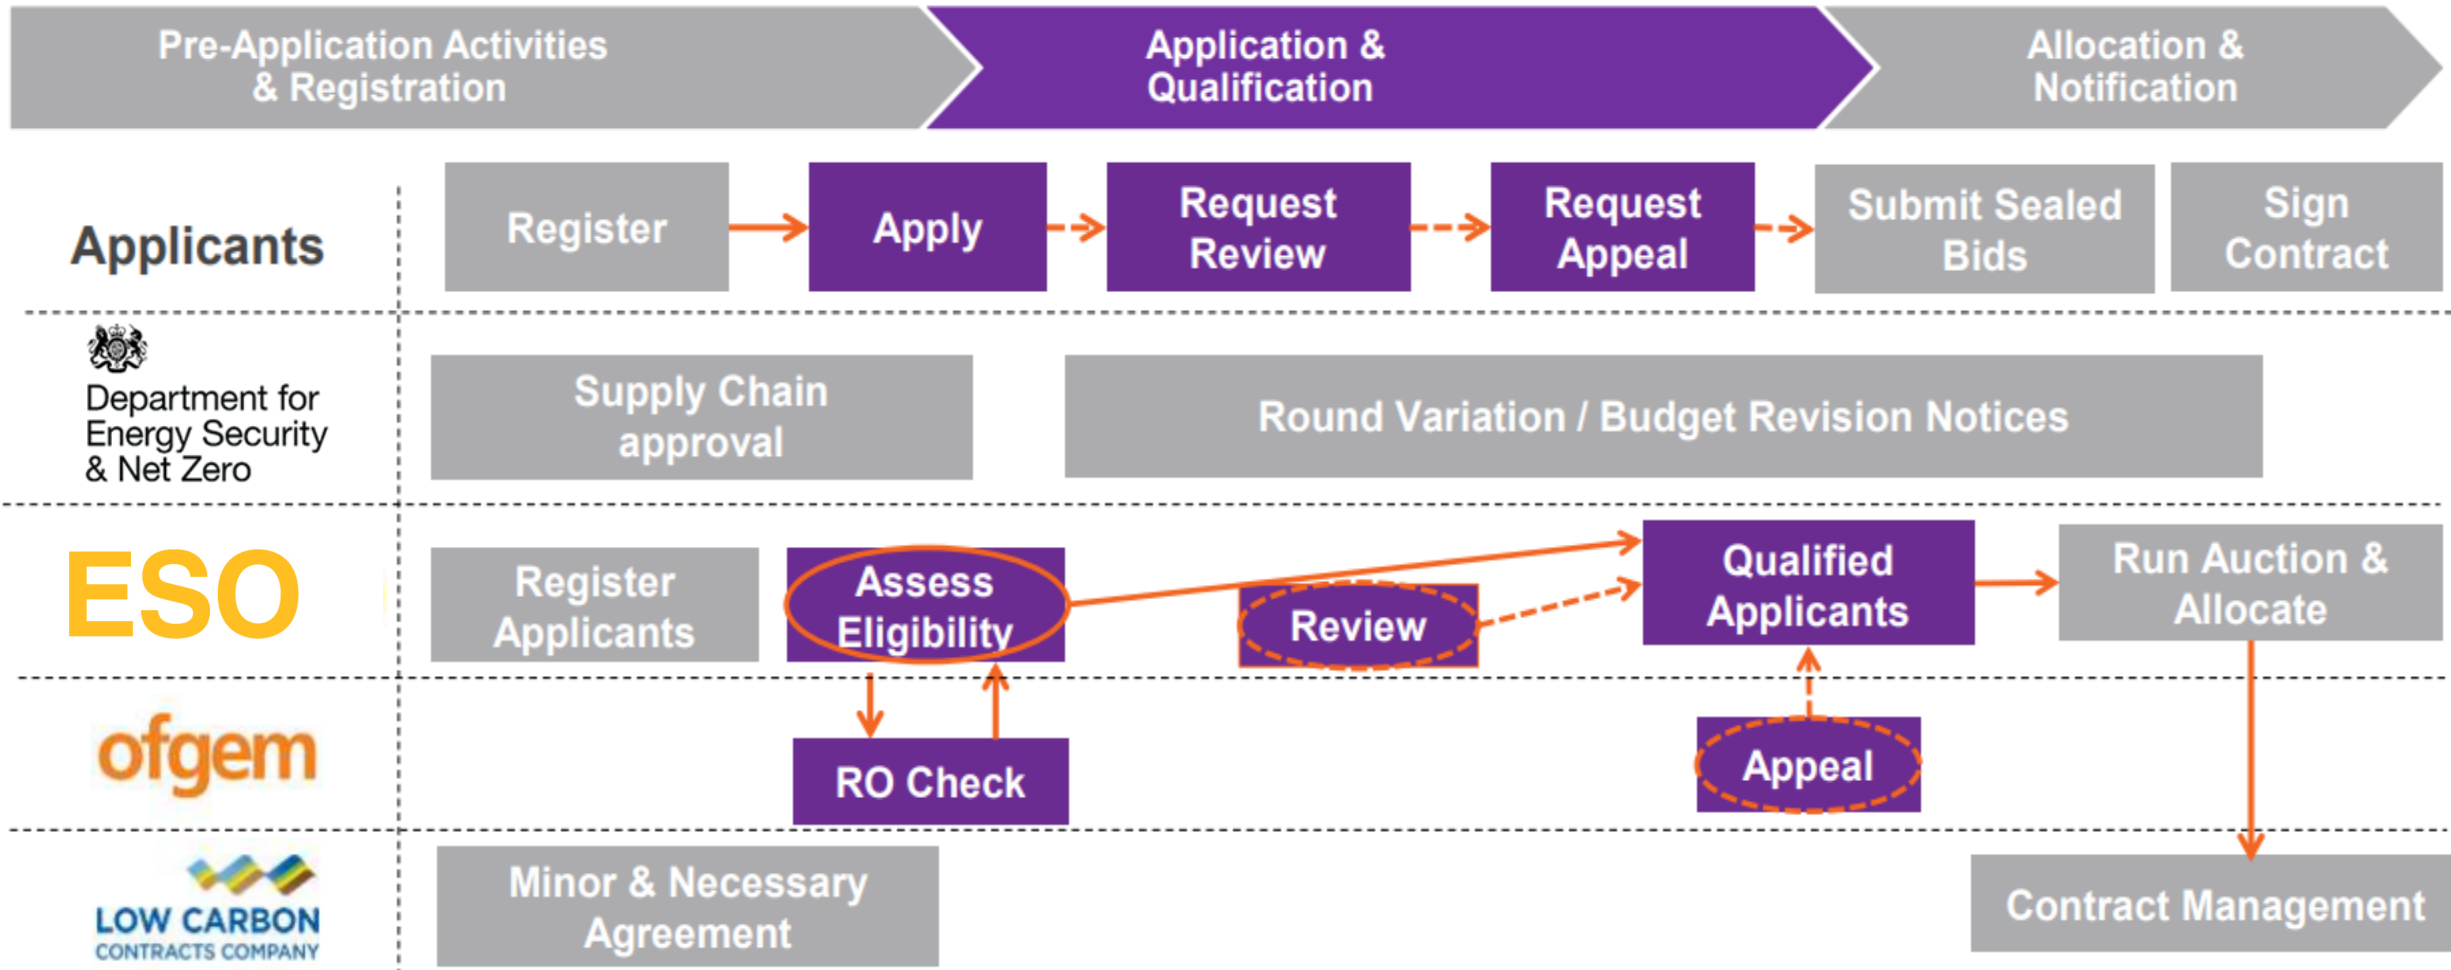 Pre-Application Activities
& Registration
Application &
Qualification
Allocation &
Notification
Applicants
Register
Apply
Request
Review
Request
Appeal
Submit Sealed
Bids
Sign
Contract
Department for
Energy Security
& Net Zero
Supply Chain
approval
Round Variation / Budget Revision Notices
ESO
Register
Applicants
Assess
Eligibility
Review
Qualified
Applicants
Run Auction &
Allocate
ofgem
RO Check
Appeal
LOW CARBON
CONTRACTS COMPANY
Minor & Necessary
Agreement
Contract Management